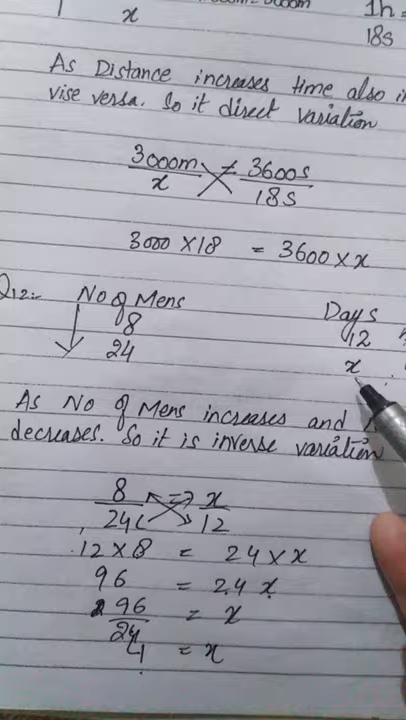 x
1h =
18s
As Distance increases time also in
vise versa. So it direct variation
3000m = 3600s
x 18s
3000 × 18 = 3600 × x
Q12:- No of Mens Days
8 12
24 x
As No of Mens increases and
decreases. So it is inverse variation
8 = x
24 12
12 × 8 = 24 × x
96 = 24 x
96 = x
24
4 = x